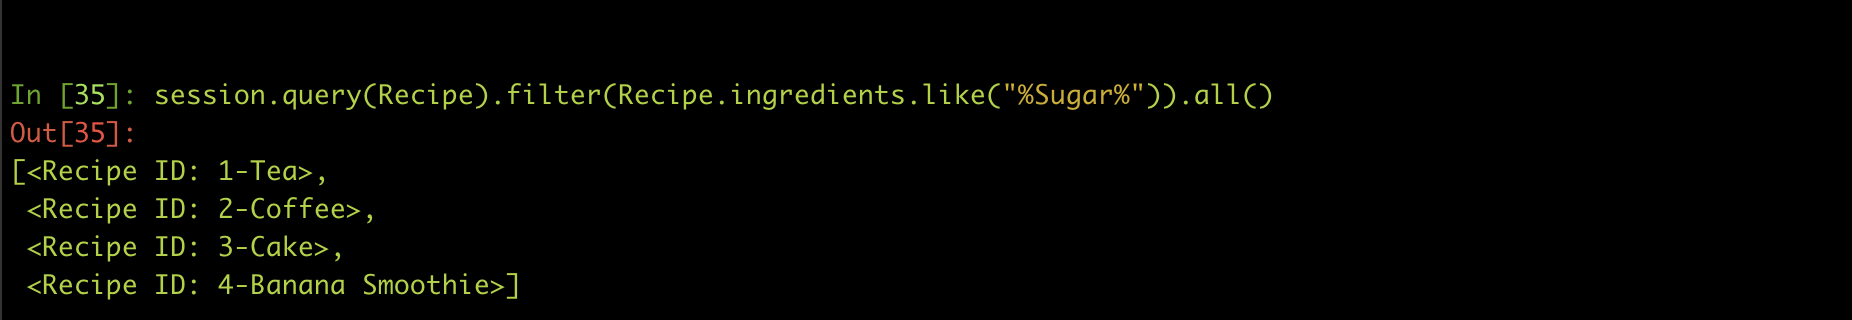 In [35]: session.query(Recipe).filter(Recipe.ingredients.like("%Sugar%")).all()
Out[35]:
[<Recipe ID: 1-Tea>,
 <Recipe ID: 2-Coffee>,
 <Recipe ID: 3-Cake>,
 <Recipe ID: 4-Banana Smoothie>]